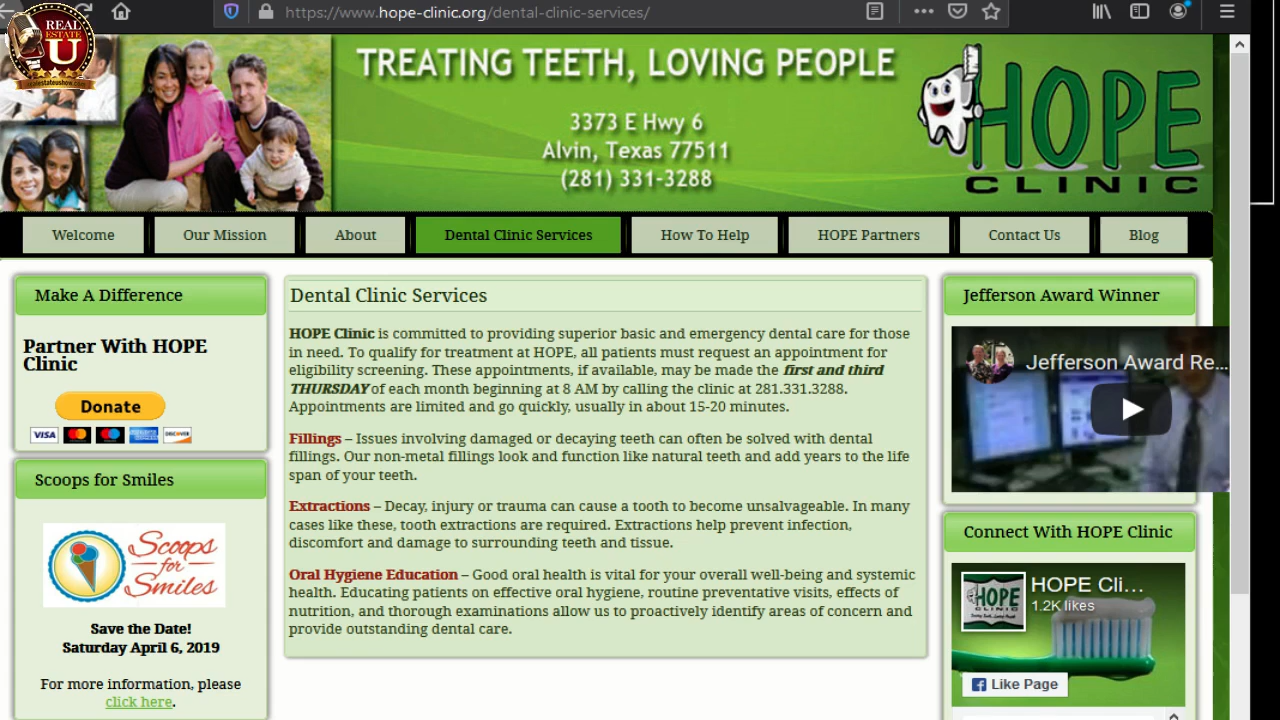 https://www.hope-clinic.org/dental-clinic-services/
REAL
ESTATE
U
realestateushow.com
TREATING TEETH, LOVING PEOPLE
3373 E Hwy 6
Alvin, Texas 77511
(281) 331-3288
HOPE
CLINIC
Welcome
Our Mission
About
Dental Clinic Services
How To Help
HOPE Partners
Contact Us
Blog
Make A Difference
Partner With HOPE
Clinic
Donate
VISA
DISCOVER
Scoops for Smiles
Scoops
for
Smiles
Save the Date!
Saturday April 6, 2019
For more information, please
click here.
Dental Clinic Services
HOPE Clinic is committed to providing superior basic and emergency dental care for those
in need. To qualify for treatment at HOPE, all patients must request an appointment for
eligibility screening. These appointments, if available, may be made the first and third
THURSDAY of each month beginning at 8 AM by calling the clinic at 281.331.3288.
Appointments are limited and go quickly, usually in about 15-20 minutes.
Fillings – Issues involving damaged or decaying teeth can often be solved with dental
fillings. Our non-metal fillings look and function like natural teeth and add years to the life
span of your teeth.
Extractions – Decay, injury or trauma can cause a tooth to become unsalvageable. In many
cases like these, tooth extractions are required. Extractions help prevent infection,
discomfort and damage to surrounding teeth and tissue.
Oral Hygiene Education – Good oral health is vital for your overall well-being and systemic
health. Educating patients on effective oral hygiene, routine preventative visits, effects of
nutrition, and thorough examinations allow us to proactively identify areas of concern and
provide outstanding dental care.
Jefferson Award Winner
Jefferson Award Re...
Connect With HOPE Clinic
HOPE
CLINIC
HOPE Cli...
1.2K likes
Like Page